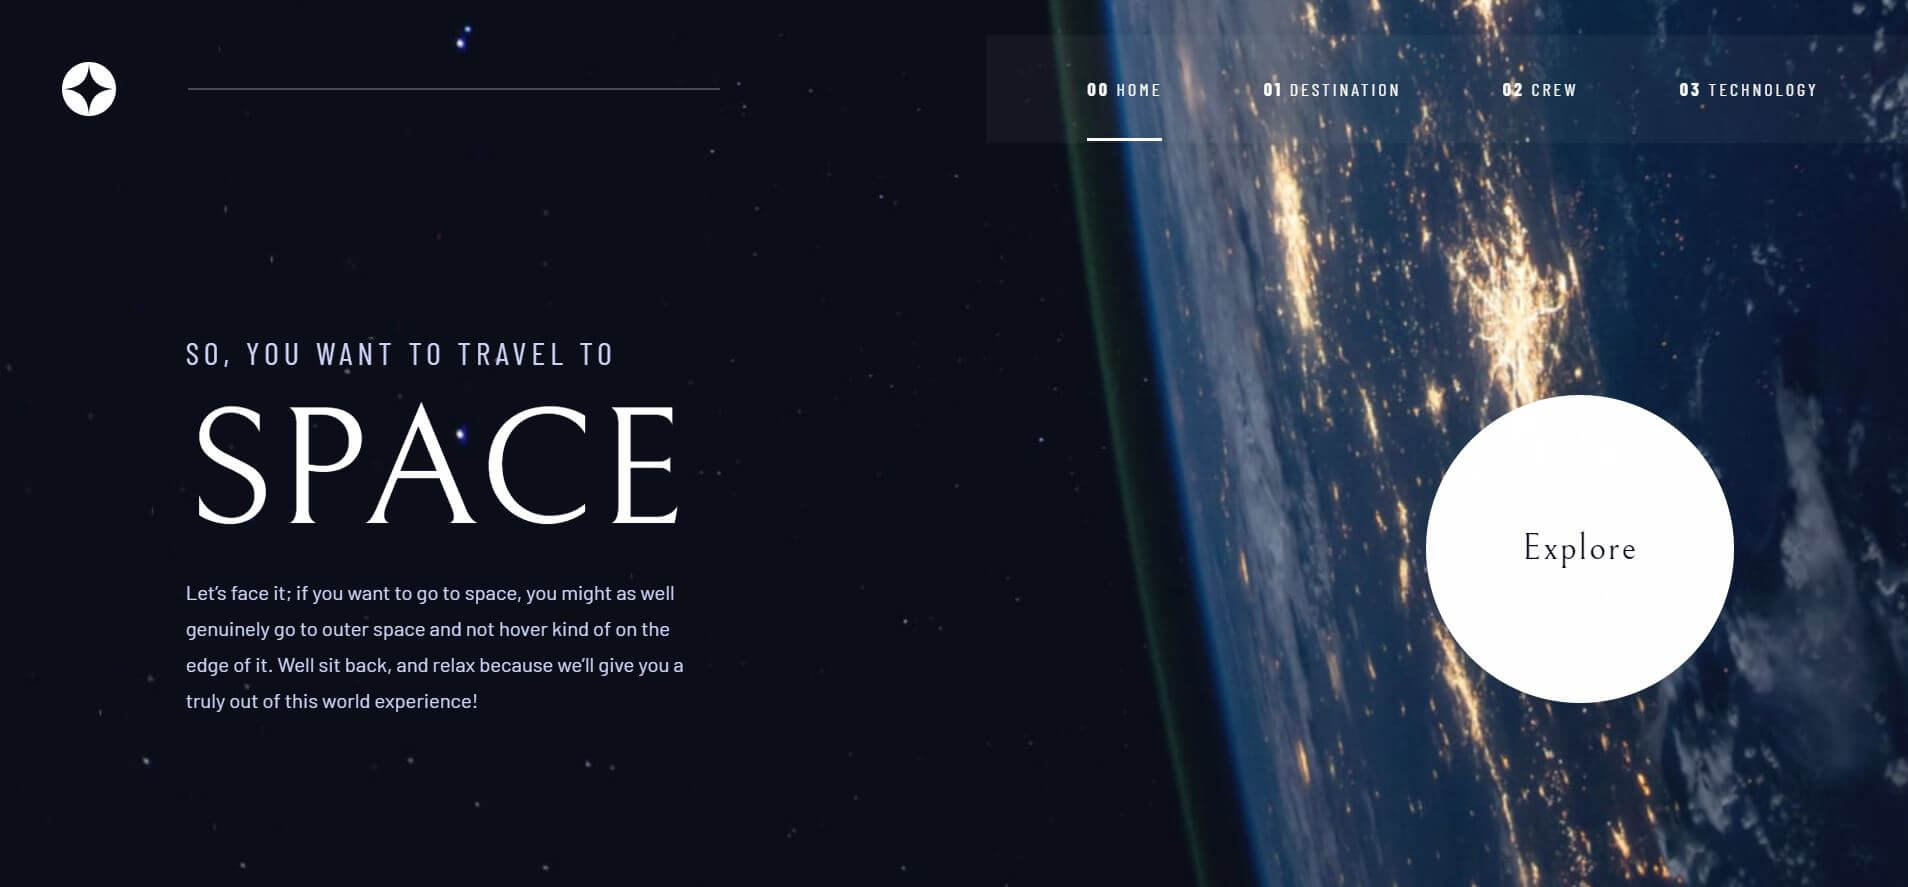 00 HOME
01 DESTINATION
02 CREW
03 TECHNOLOGY
SO, YOU WANT TO TRAVEL TO
SPACE
Let’s face it; if you want to go to space, you might as well
genuinely go to outer space and not hover kind of on the
edge of it. Well sit back, and relax because we’ll give you a
truly out of this world experience!
Explore